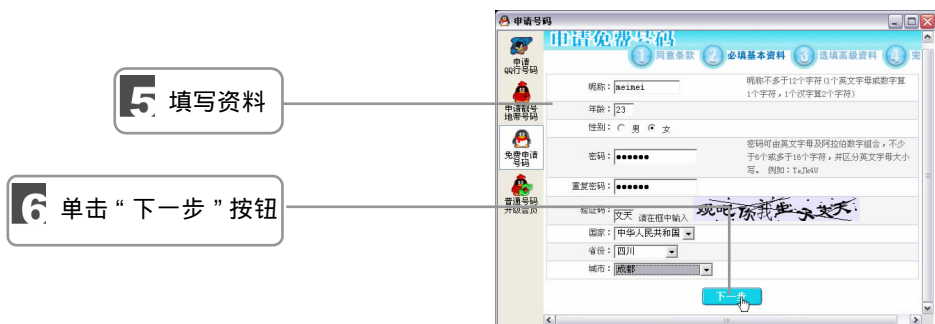 申请号码
申请免费号码
1 同意条款 2 必填基本资料 3 选填高级资料 4 完
申请
QQ行号码
申请靓号
地带号码
免费申请
号码
普通号码
升级会员
5 填写资料
昵称：meimei
昵称不多于12个字符(1个英文字母或数字算
1个字符，1个汉字算2个字符)
年龄：23
性别：男 女
密码：●●●●●●
密码可由英文字母及阿拉伯数字组合，不少
于6个或多于16个字符，并区分英文字母大小
写。 例如：TaJk4U
重复密码：●●●●●●
6 单击“下一步”按钮
验证码：文天 请在框中输入
国家：中华人民共和国
省份：四川
城市：成都
下一步